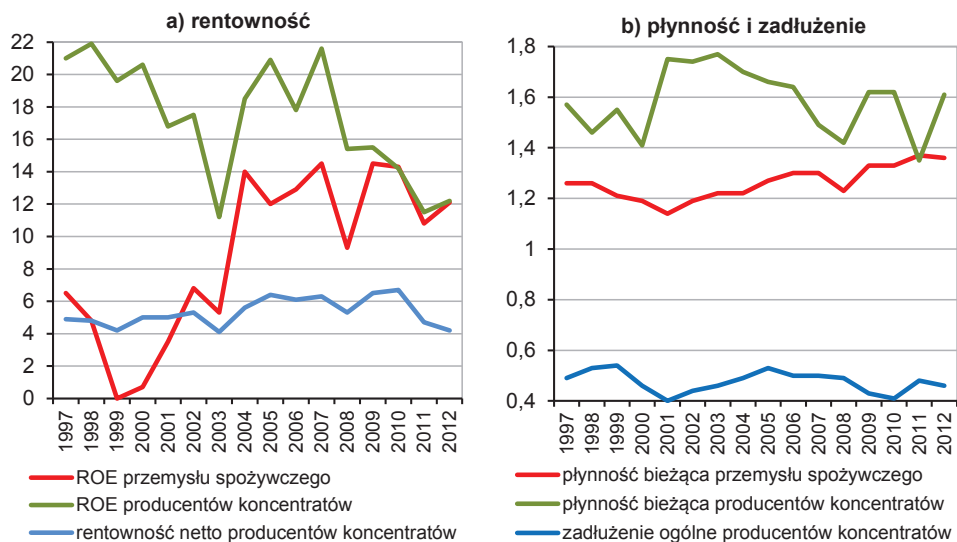 a) rentowność
22
20
18
16
14
12
10
8
6
4
2
0
1997 1998 1999 2000 2001 2002 2003 2004 2005 2006 2007 2008 2009 2010 2011 2012
ROE przemysłu spożywczego
ROE producentów koncentratów
rentowność netto producentów koncentratów
b) płynność i zadłużenie
1,8
1,6
1,4
1,2
1
0,8
0,6
0,4
1997 1998 1999 2000 2001 2002 2003 2004 2005 2006 2007 2008 2009 2010 2011 2012
płynność bieżąca przemysłu spożywczego
płynność bieżąca producentów koncentratów
zadłużenie ogólne producentów koncentratów